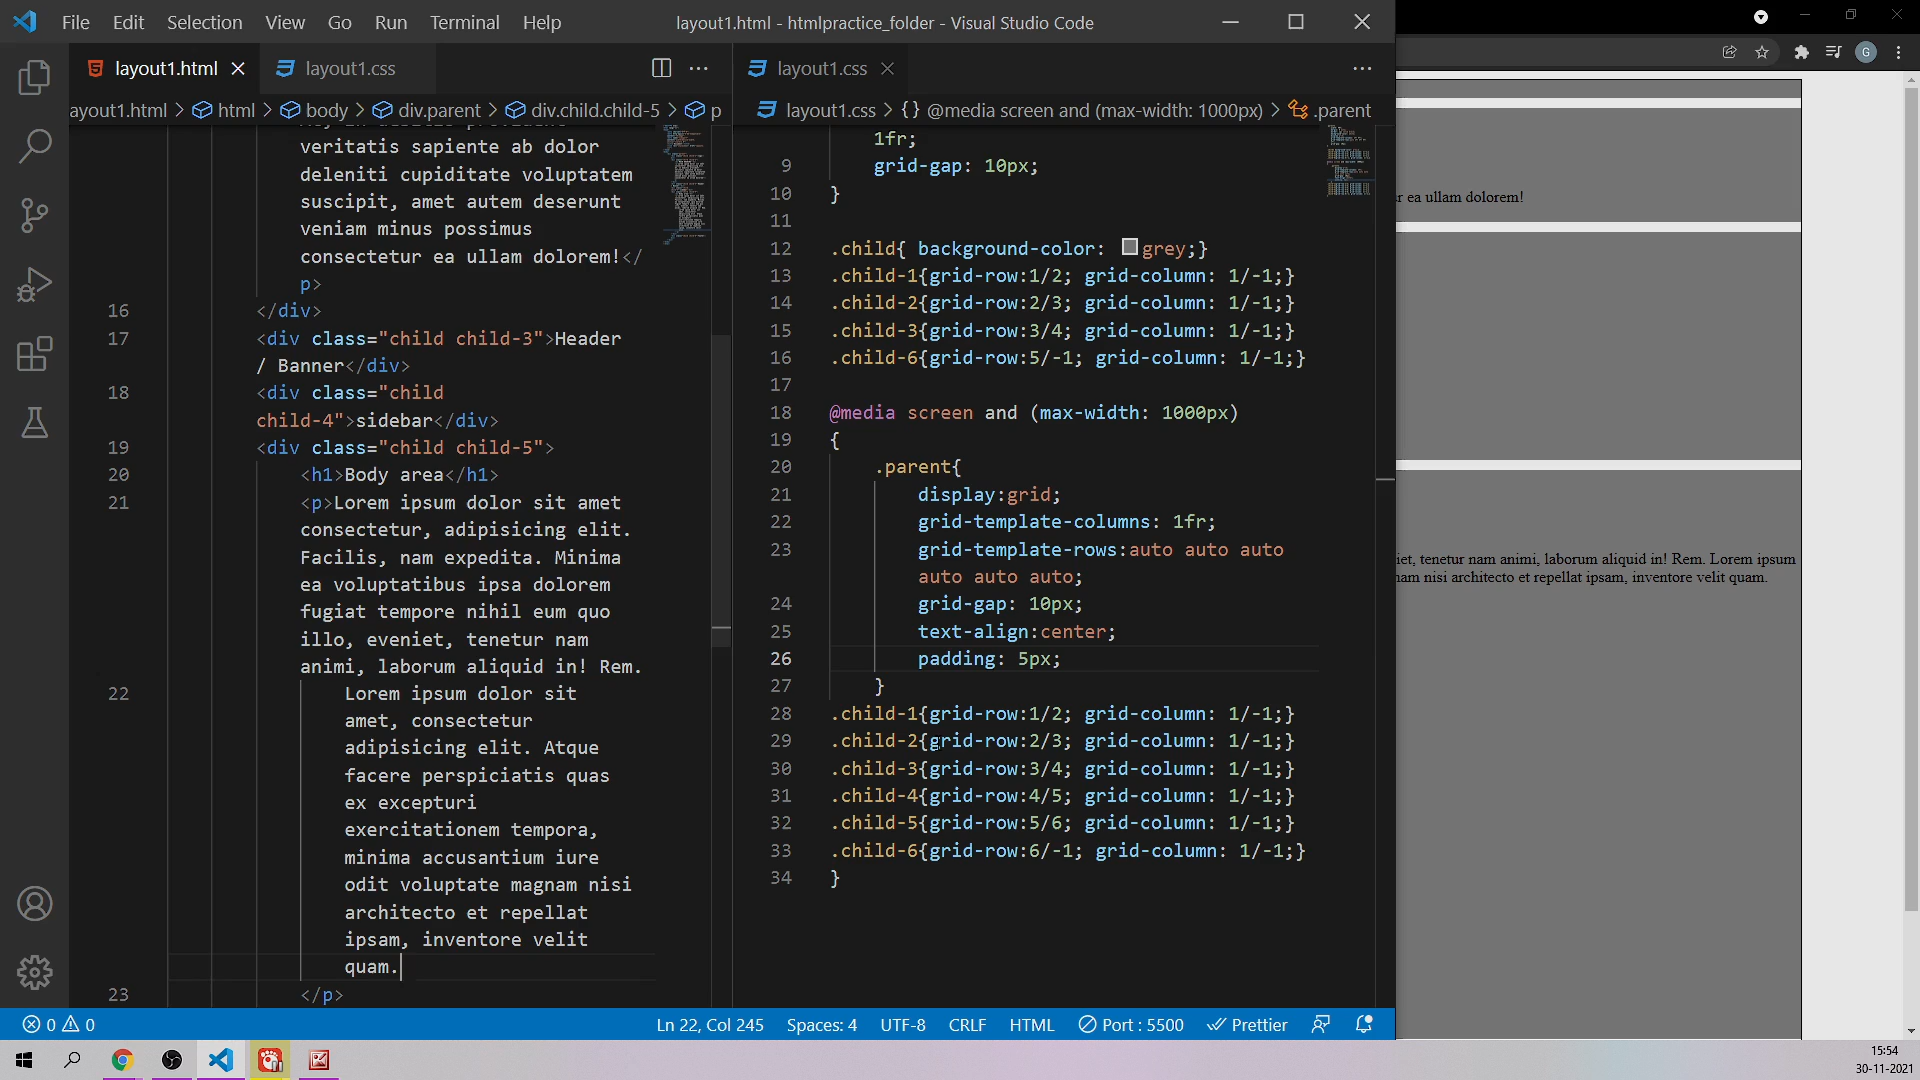 File Edit Selection View Go Run Terminal Help layout1.html - htmlpractice_folder - Visual Studio Code
layout1.html layout1.css
ayout1.html > html > body > div.parent > div.child.child-5 > p
veritatis sapiente ab dolor
deleniti cupiditate voluptatem
suscipit, amet autem deserunt
veniam minus possimus
consectetur ea ullam dolorem!</
p>
16 </div>
17 <div class="child child-3">Header
/ Banner</div>
18 <div class="child
child-4">sidebar</div>
19 <div class="child child-5">
20 <h1>Body area</h1>
21 <p>Lorem ipsum dolor sit amet
consectetur, adipisicing elit.
Facilis, nam expedita. Minima
ea voluptatibus ipsa dolorem
fugiat tempore nihil eum quo
illo, eveniet, tenetur nam
animi, laborum aliquid in! Rem.
22 Lorem ipsum dolor sit
amet, consectetur
adipisicing elit. Atque
facere perspiciatis quas
ex excepturi
exercitationem tempora,
minima accusantium iure
odit voluptate magnam nisi
architecto et repellat
ipsam, inventore velit
quam.
23 </p>
layout1.css
layout1.css > {} @media screen and (max-width: 1000px) > .parent
1fr;
9 grid-gap: 10px;
10 }
11
12 .child{ background-color: grey;}
13 .child-1{grid-row:1/2; grid-column: 1/-1;}
14 .child-2{grid-row:2/3; grid-column: 1/-1;}
15 .child-3{grid-row:3/4; grid-column: 1/-1;}
16 .child-6{grid-row:5/-1; grid-column: 1/-1;}
17
18 @media screen and (max-width: 1000px)
19 {
20 .parent{
21 display:grid;
22 grid-template-columns: 1fr;
23 grid-template-rows:auto auto auto
auto auto auto;
24 grid-gap: 10px;
25 text-align:center;
26 padding: 5px;
27 }
28 .child-1{grid-row:1/2; grid-column: 1/-1;}
29 .child-2{grid-row:2/3; grid-column: 1/-1;}
30 .child-3{grid-row:3/4; grid-column: 1/-1;}
31 .child-4{grid-row:4/5; grid-column: 1/-1;}
32 .child-5{grid-row:5/6; grid-column: 1/-1;}
33 .child-6{grid-row:6/-1; grid-column: 1/-1;}
34 }
G
r ea ullam dolorem!
iet, tenetur nam animi, laborum aliquid in! Rem. Lorem ipsum
nam nisi architecto et repellat ipsam, inventore velit quam.
0 0 Ln 22, Col 245 Spaces: 4 UTF-8 CRLF HTML Port : 5500 Prettier
15:54
30-11-2021